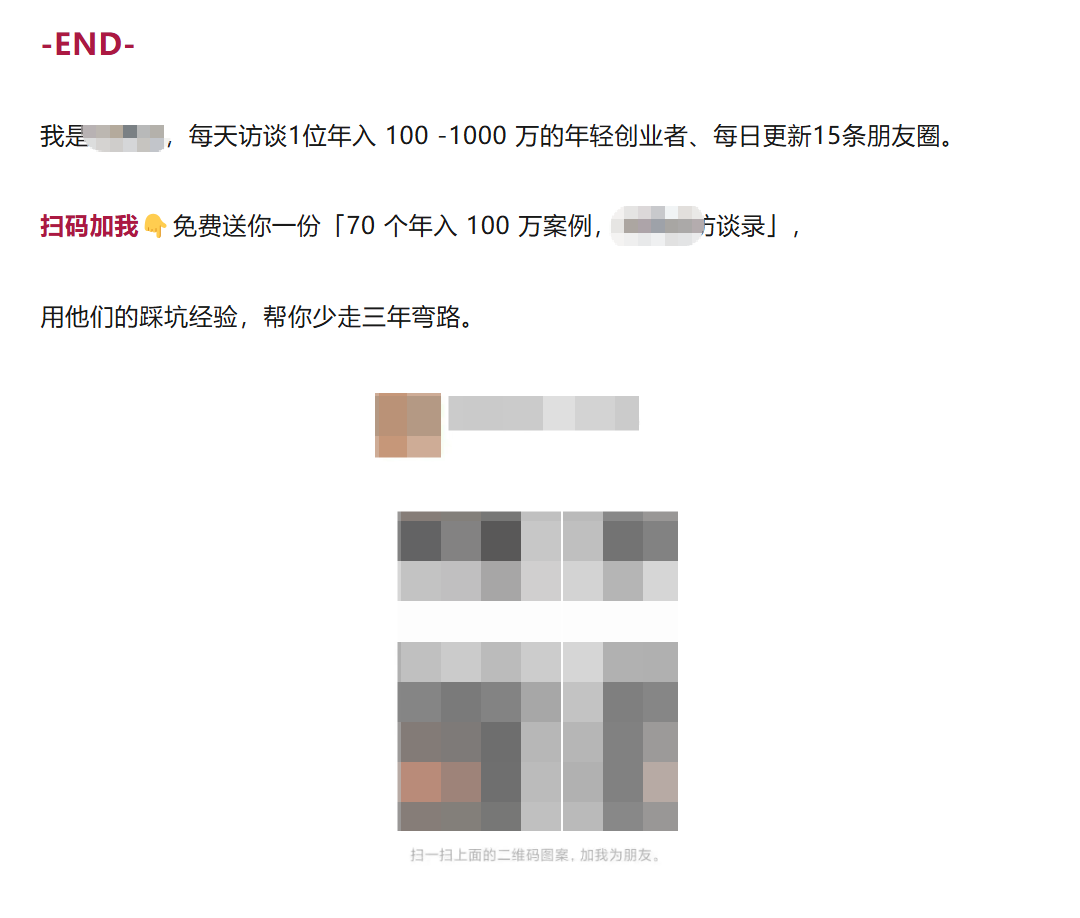 -END-
我是，每天访谈1位年入 100 -1000 万的年轻创业者、每日更新15条朋友圈。
扫码加我👇免费送你一份「70 个年入 100 万案例，访谈录」，
用他们的踩坑经验，帮你少走三年弯路。
扫一扫上面的二维码图案，加我为朋友。